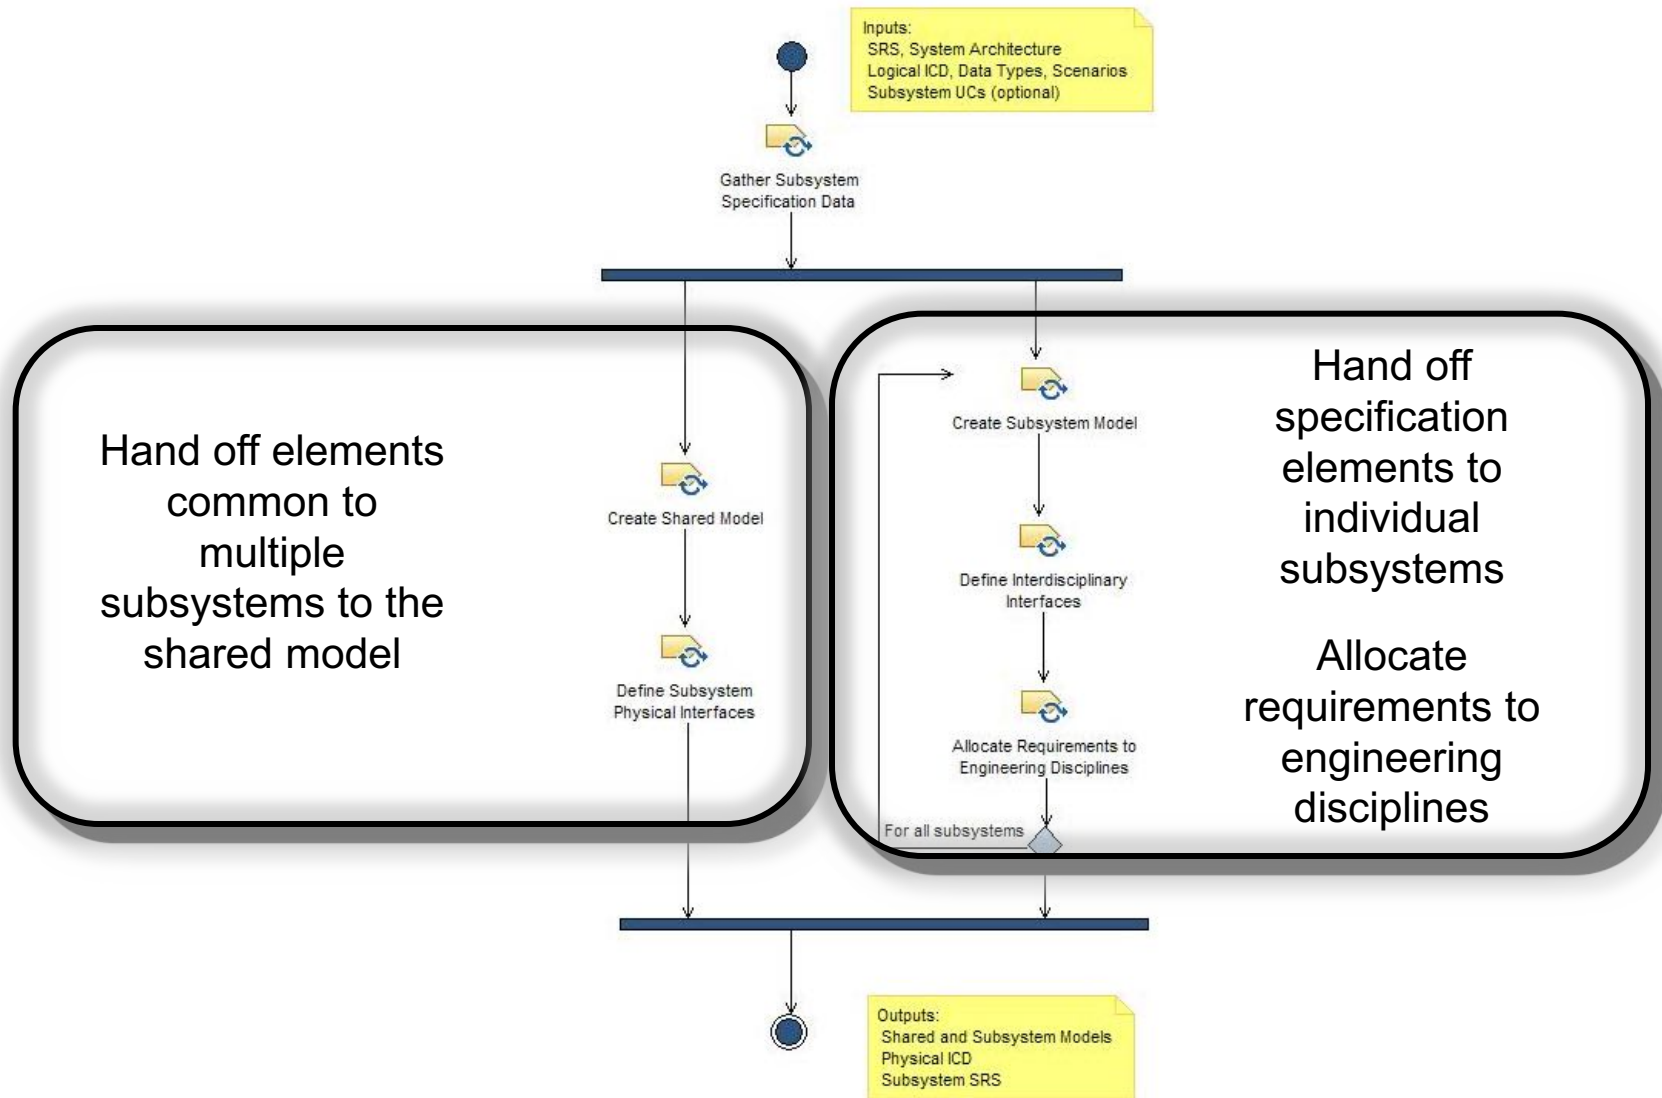 Inputs:
SRS, System Architecture
Logical ICD, Data Types, Scenarios
Subsystem UCs (optional)
Gather Subsystem
Specification Data
Hand off elements
common to
multiple
subsystems to the
shared model
Create Shared Model
Define Subsystem
Physical Interfaces
Create Subsystem Model
Define Interdisciplinary
Interfaces
Allocate Requirements to
Engineering Disciplines
For all subsystems
Hand off
specification
elements to
individual
subsystems
Allocate
requirements to
engineering
disciplines
Outputs:
Shared and Subsystem Models
Physical ICD
Subsystem SRS